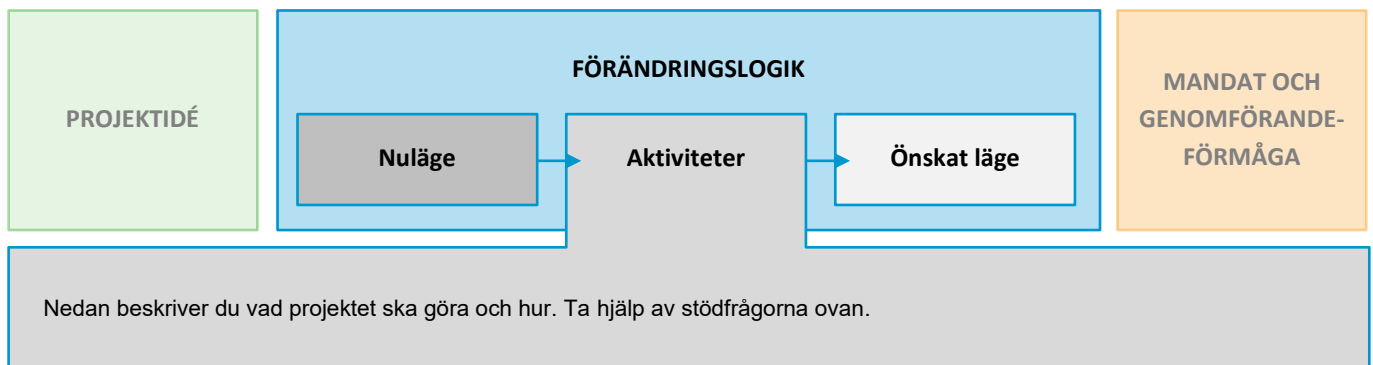 PROJEKTIDÉ
FÖRÄNDRINGSLOGIK
Nuläge
Aktiviteter
Önskat läge
MANDAT OCH
GENOMFÖRANDE-
FÖRMÅGA
Nedan beskriver du vad projektet ska göra och hur. Ta hjälp av stödfrågorna ovan.